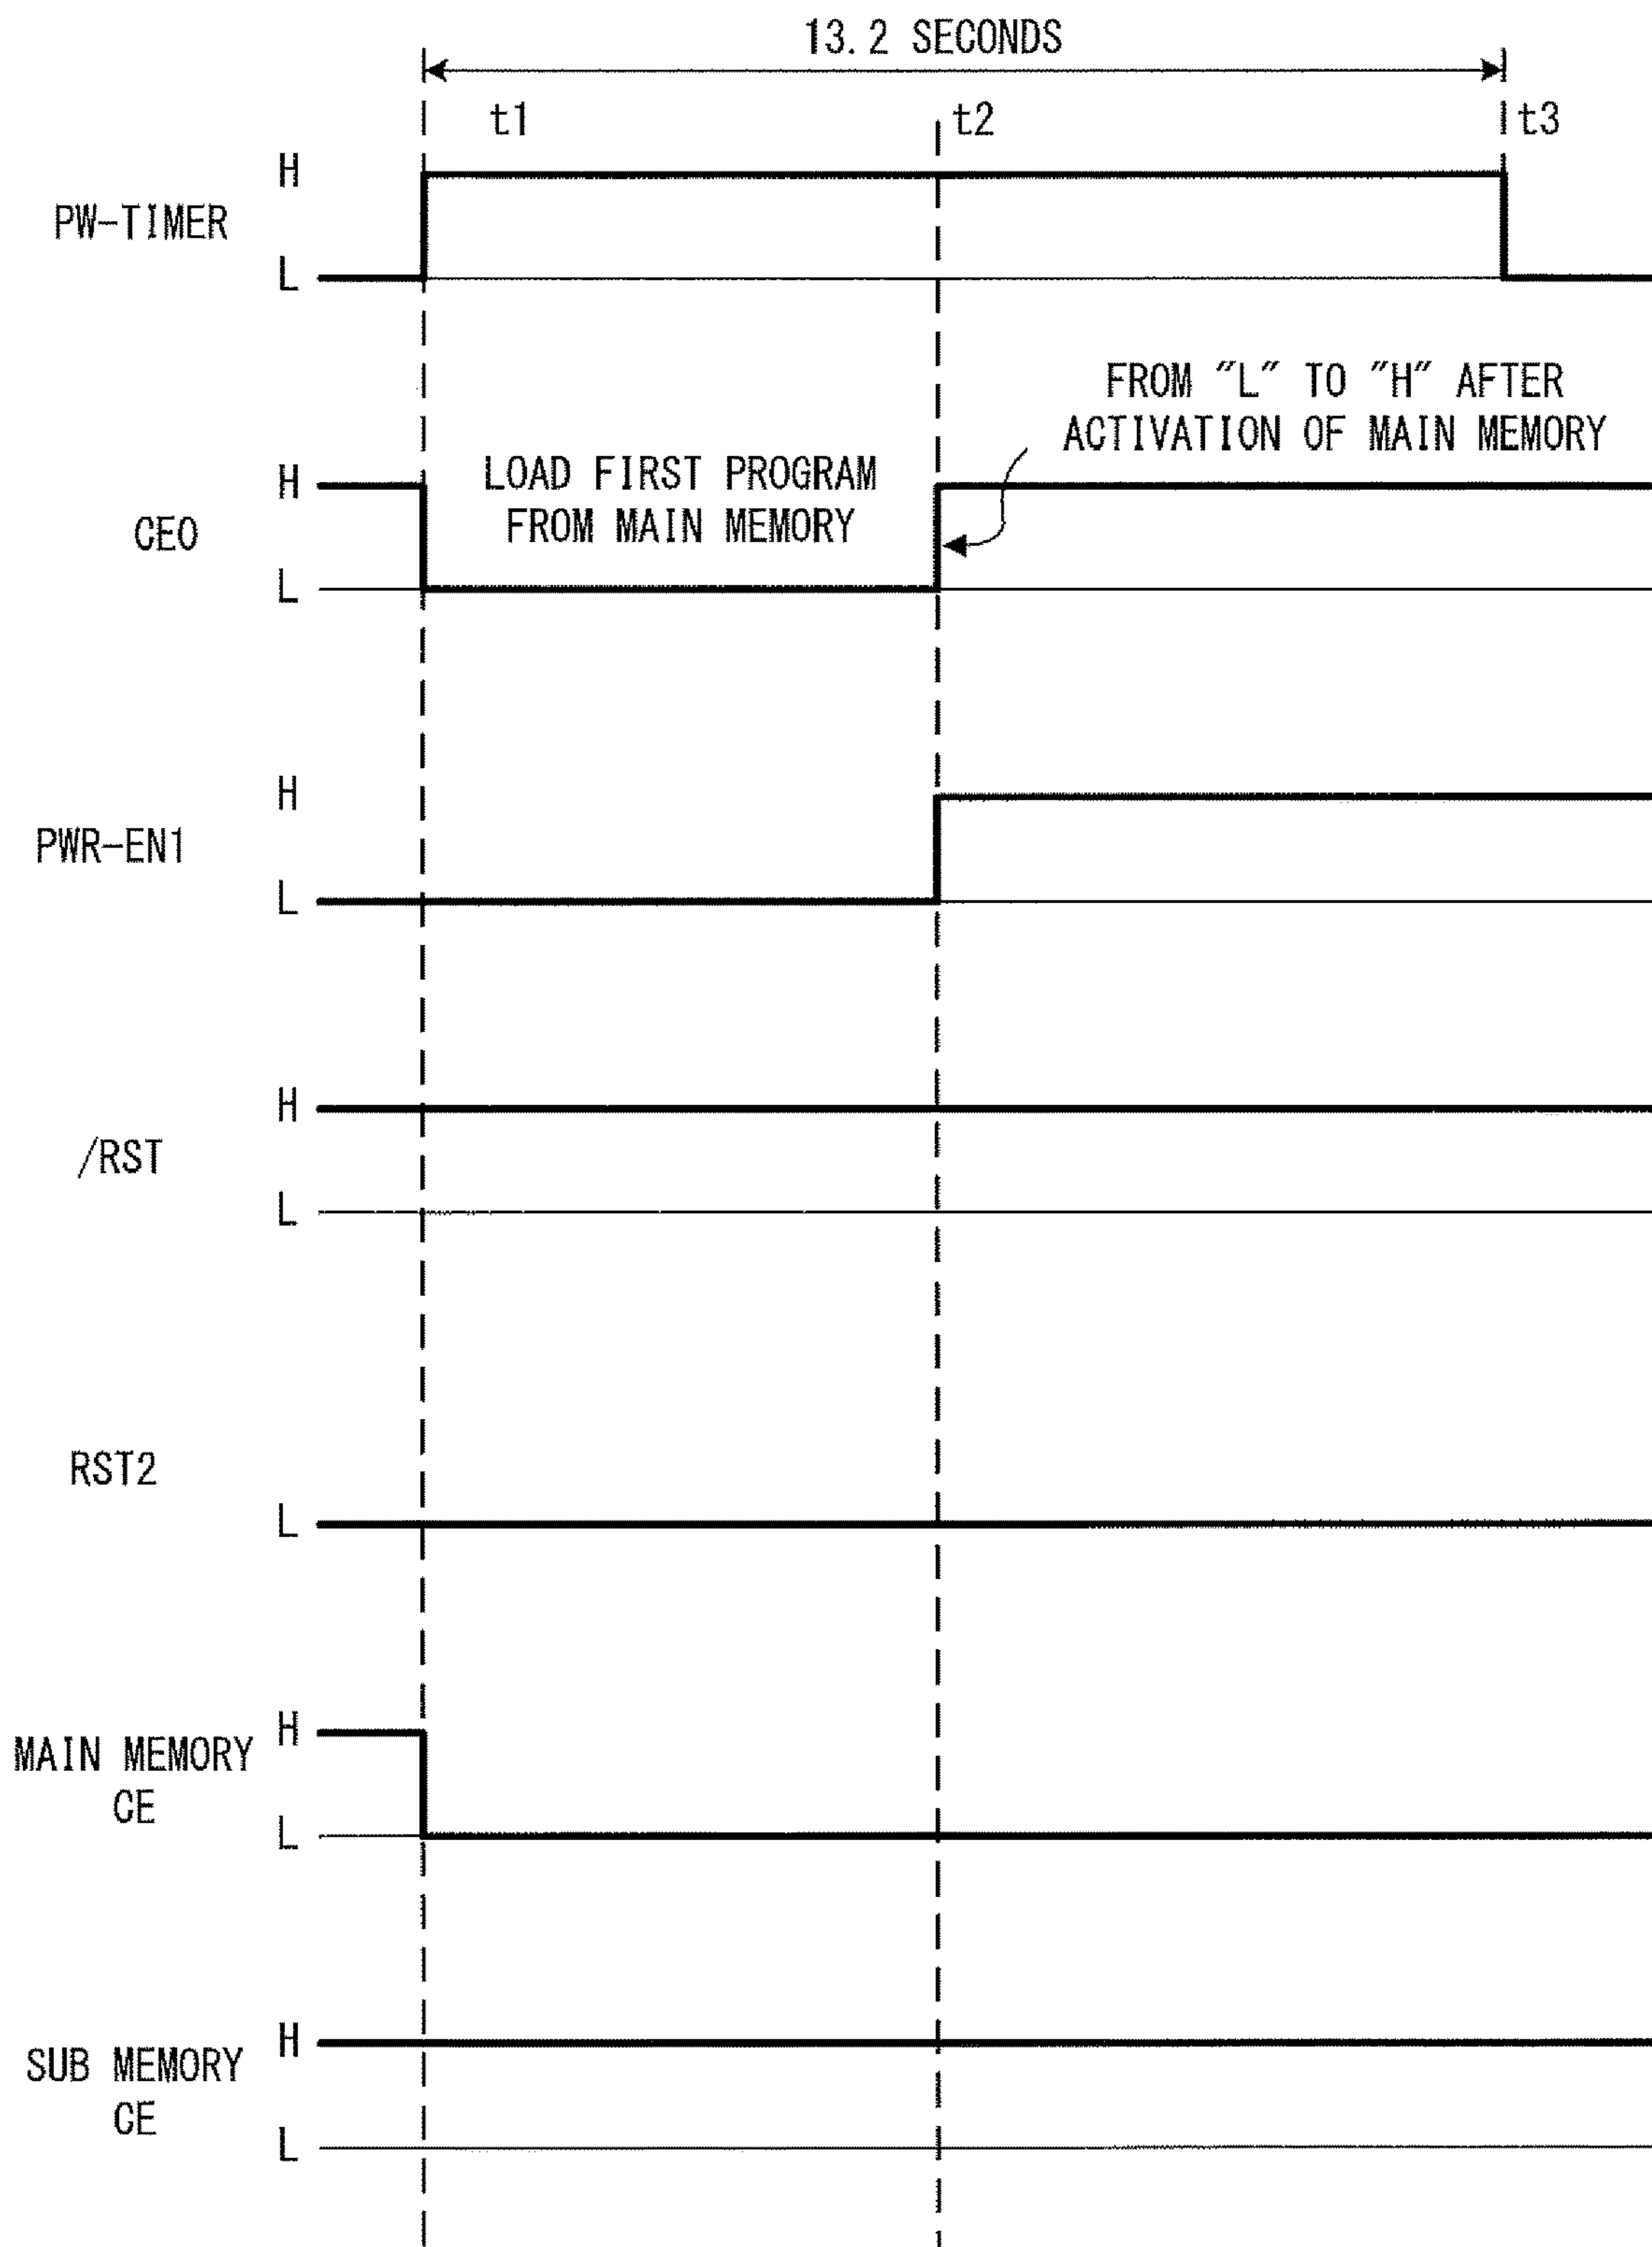 13.2 SECONDS
t1
t2
t3
H
PW-TIMER
L
FROM "L" TO "H" AFTER
ACTIVATION OF MAIN MEMORY
H
LOAD FIRST PROGRAM
FROM MAIN MEMORY
CE0
L
H
PWR-EN1
L
H
/RST
L
RST2
L
H
MAIN MEMORY
CE
L
H
SUB MEMORY
CE
L